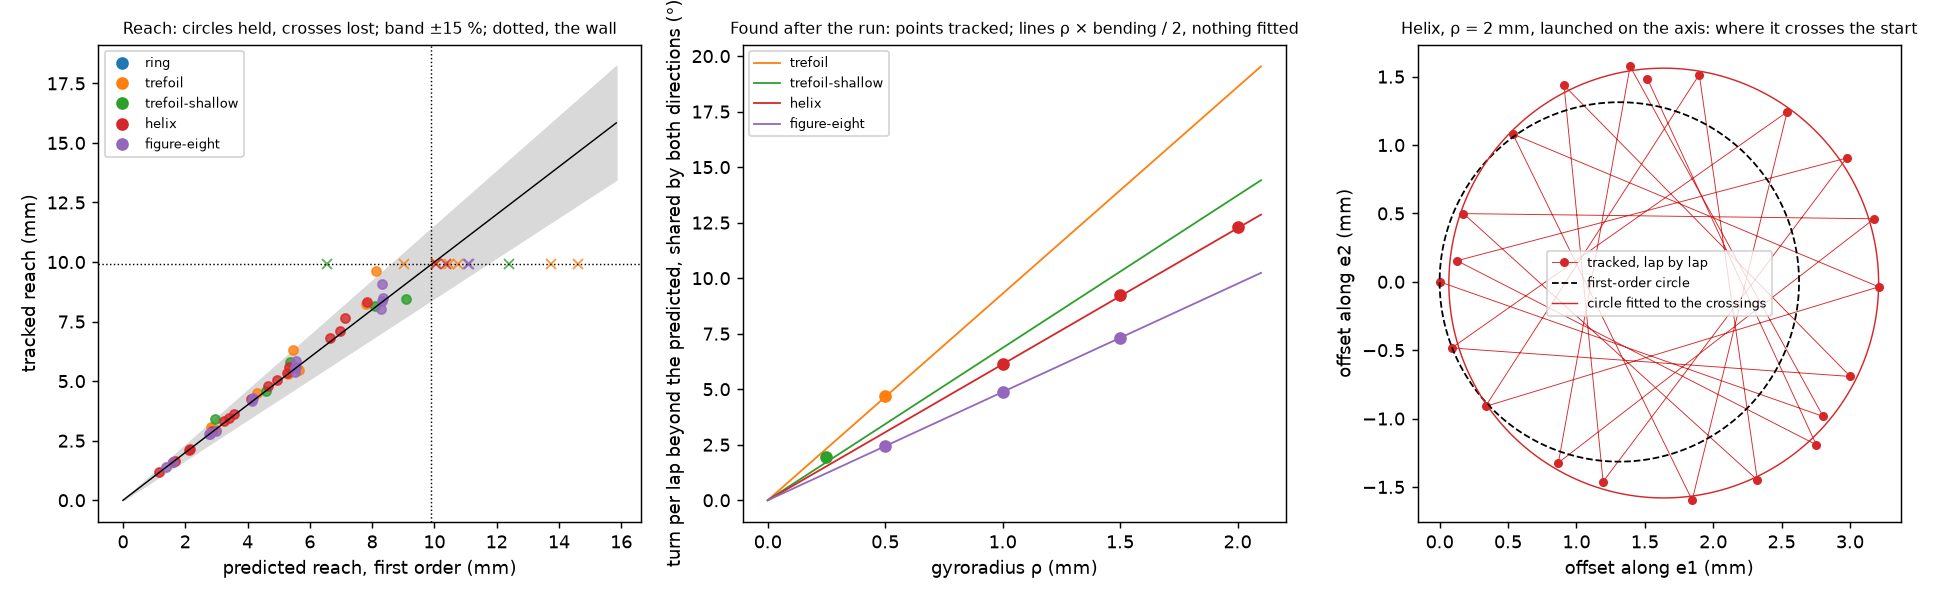 Reach: circles held, crosses lost; band ±15 %; dotted, the wall
ring
trefoil
trefoil-shallow
helix
figure-eight
tracked reach (mm)
17.5
15.0
12.5
10.0
7.5
5.0
2.5
0.0
0
2
4
6
8
10
12
14
16
predicted reach, first order (mm)
Found after the run: points tracked; lines ρ × bending / 2, nothing fitted
trefoil
trefoil-shallow
helix
figure-eight
turn per lap beyond the predicted, shared by both directions (°)
20.0
17.5
15.0
12.5
10.0
7.5
5.0
2.5
0.0
0.0
0.5
1.0
1.5
2.0
gyroradius ρ (mm)
Helix, ρ = 2 mm, launched on the axis: where it crosses the start
tracked, lap by lap
first-order circle
circle fitted to the crossings
offset along e2 (mm)
1.5
1.0
0.5
0.0
−0.5
−1.0
−1.5
0.0
0.5
1.0
1.5
2.0
2.5
3.0
offset along e1 (mm)